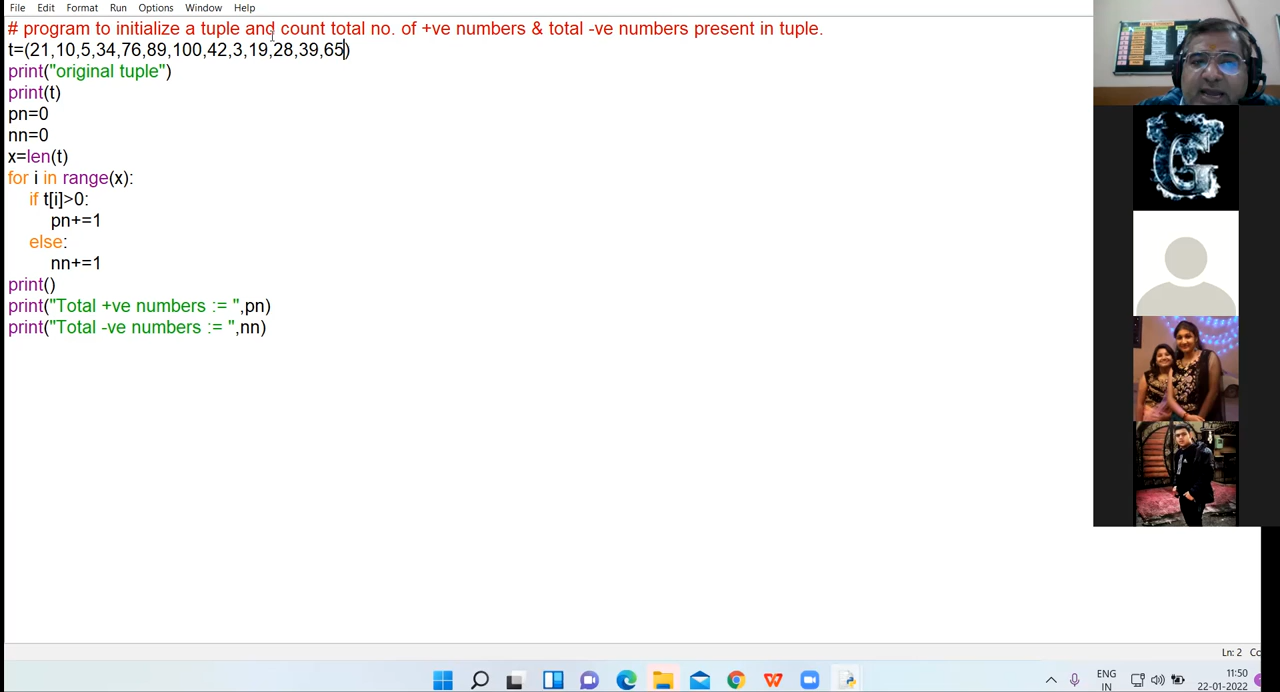 File Edit Format Run Options Window Help
# program to initialize a tuple and count total no. of +ve numbers & total -ve numbers present in tuple.
t=(21,10,5,34,76,89,100,42,3,19,28,39,65)
print("original tuple")
print(t)
pn=0
nn=0
x=len(t)
for i in range(x):
    if t[i]>0:
        pn+=1
    else:
        nn+=1
print()
print("Total +ve numbers := ",pn)
print("Total -ve numbers := ",nn)
Ln: 2
ENG
IN
11:50
22-01-2022